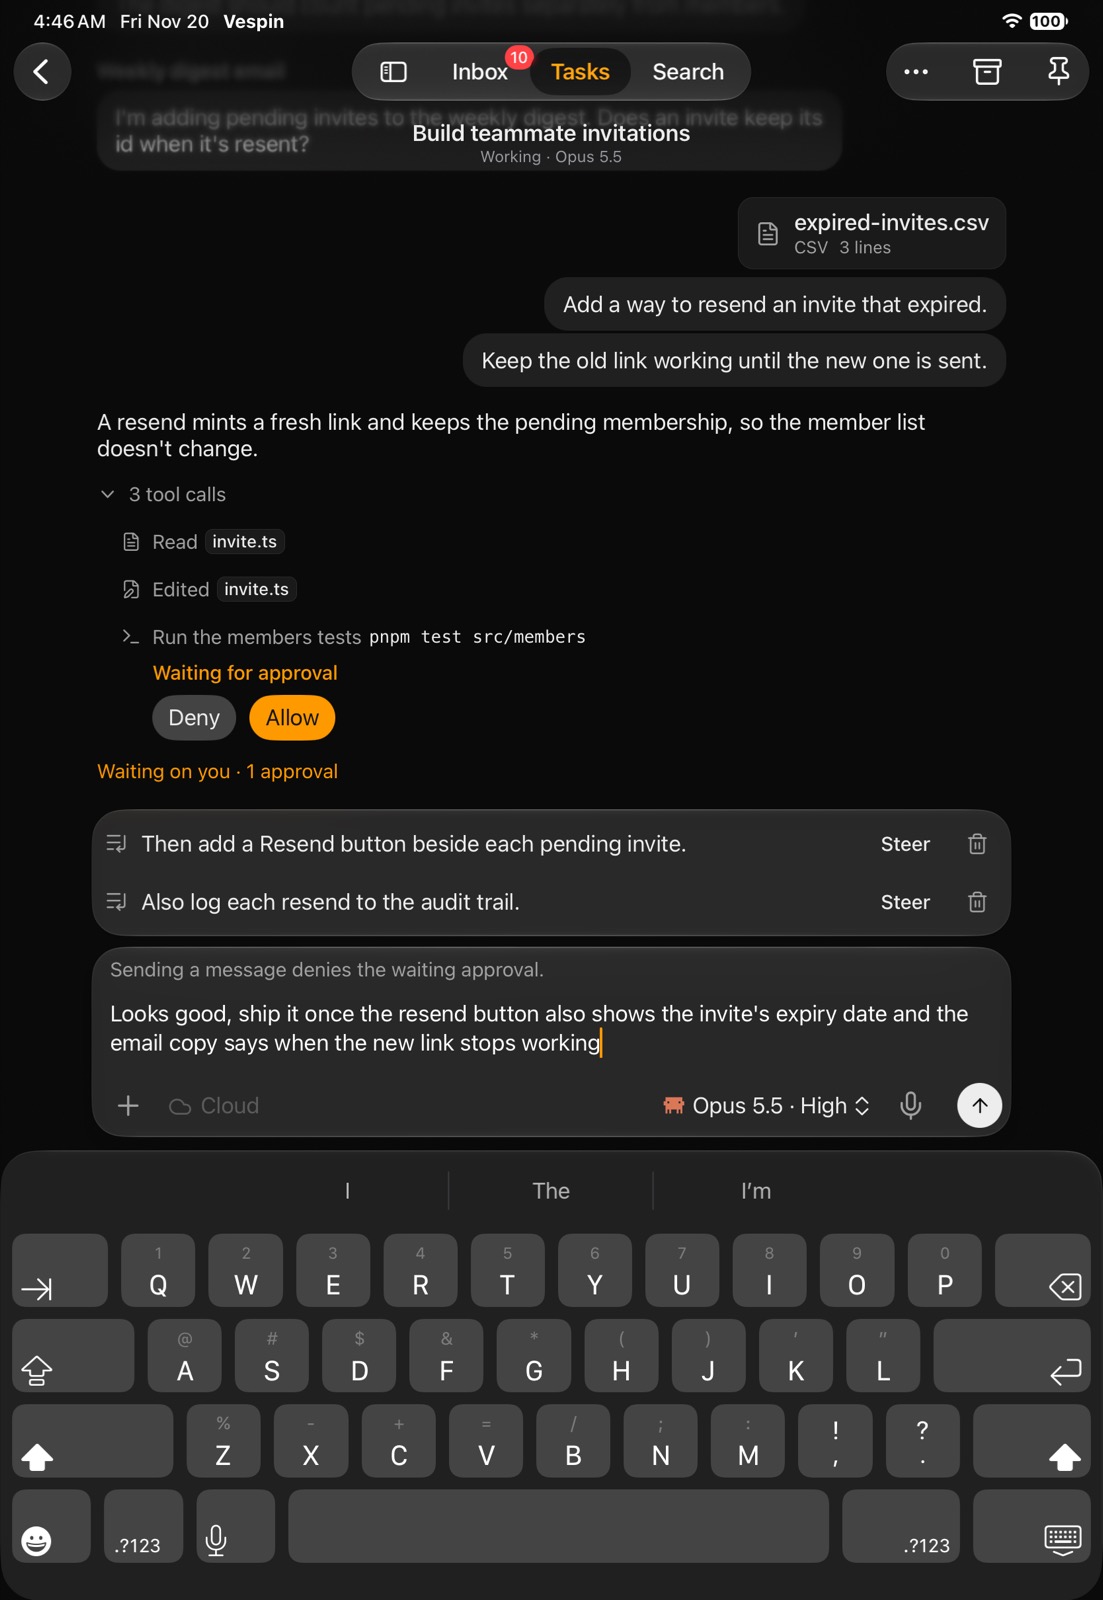 4:46 AM Fri Nov 20 Vespin
100
Inbox 10 Tasks Search
Weekly digest email
I'm adding pending invites to the weekly digest. Does an invite keep its
id when it's resent?
Build teammate invitations
Working · Opus 5.5
expired-invites.csv
CSV 3 lines
Add a way to resend an invite that expired.
Keep the old link working until the new one is sent.
A resend mints a fresh link and keeps the pending membership, so the member list
doesn't change.
3 tool calls
Read invite.ts
Edited invite.ts
Run the members tests pnpm test src/members
Waiting for approval
Deny Allow
Waiting on you · 1 approval
Then add a Resend button beside each pending invite. Steer
Also log each resend to the audit trail. Steer
Sending a message denies the waiting approval.
Looks good, ship it once the resend button also shows the invite's expiry date and the
email copy says when the new link stops working
Cloud Opus 5.5 · High
I The I'm
1 2 3 4 5 6 7 8 9 0
Q W E R T Y U I O P
@ # $ & * ( ) ' "
A S D F G H J K L
% - + = / ; : ! ?
Z X C V B N M , .
.?123 .?123